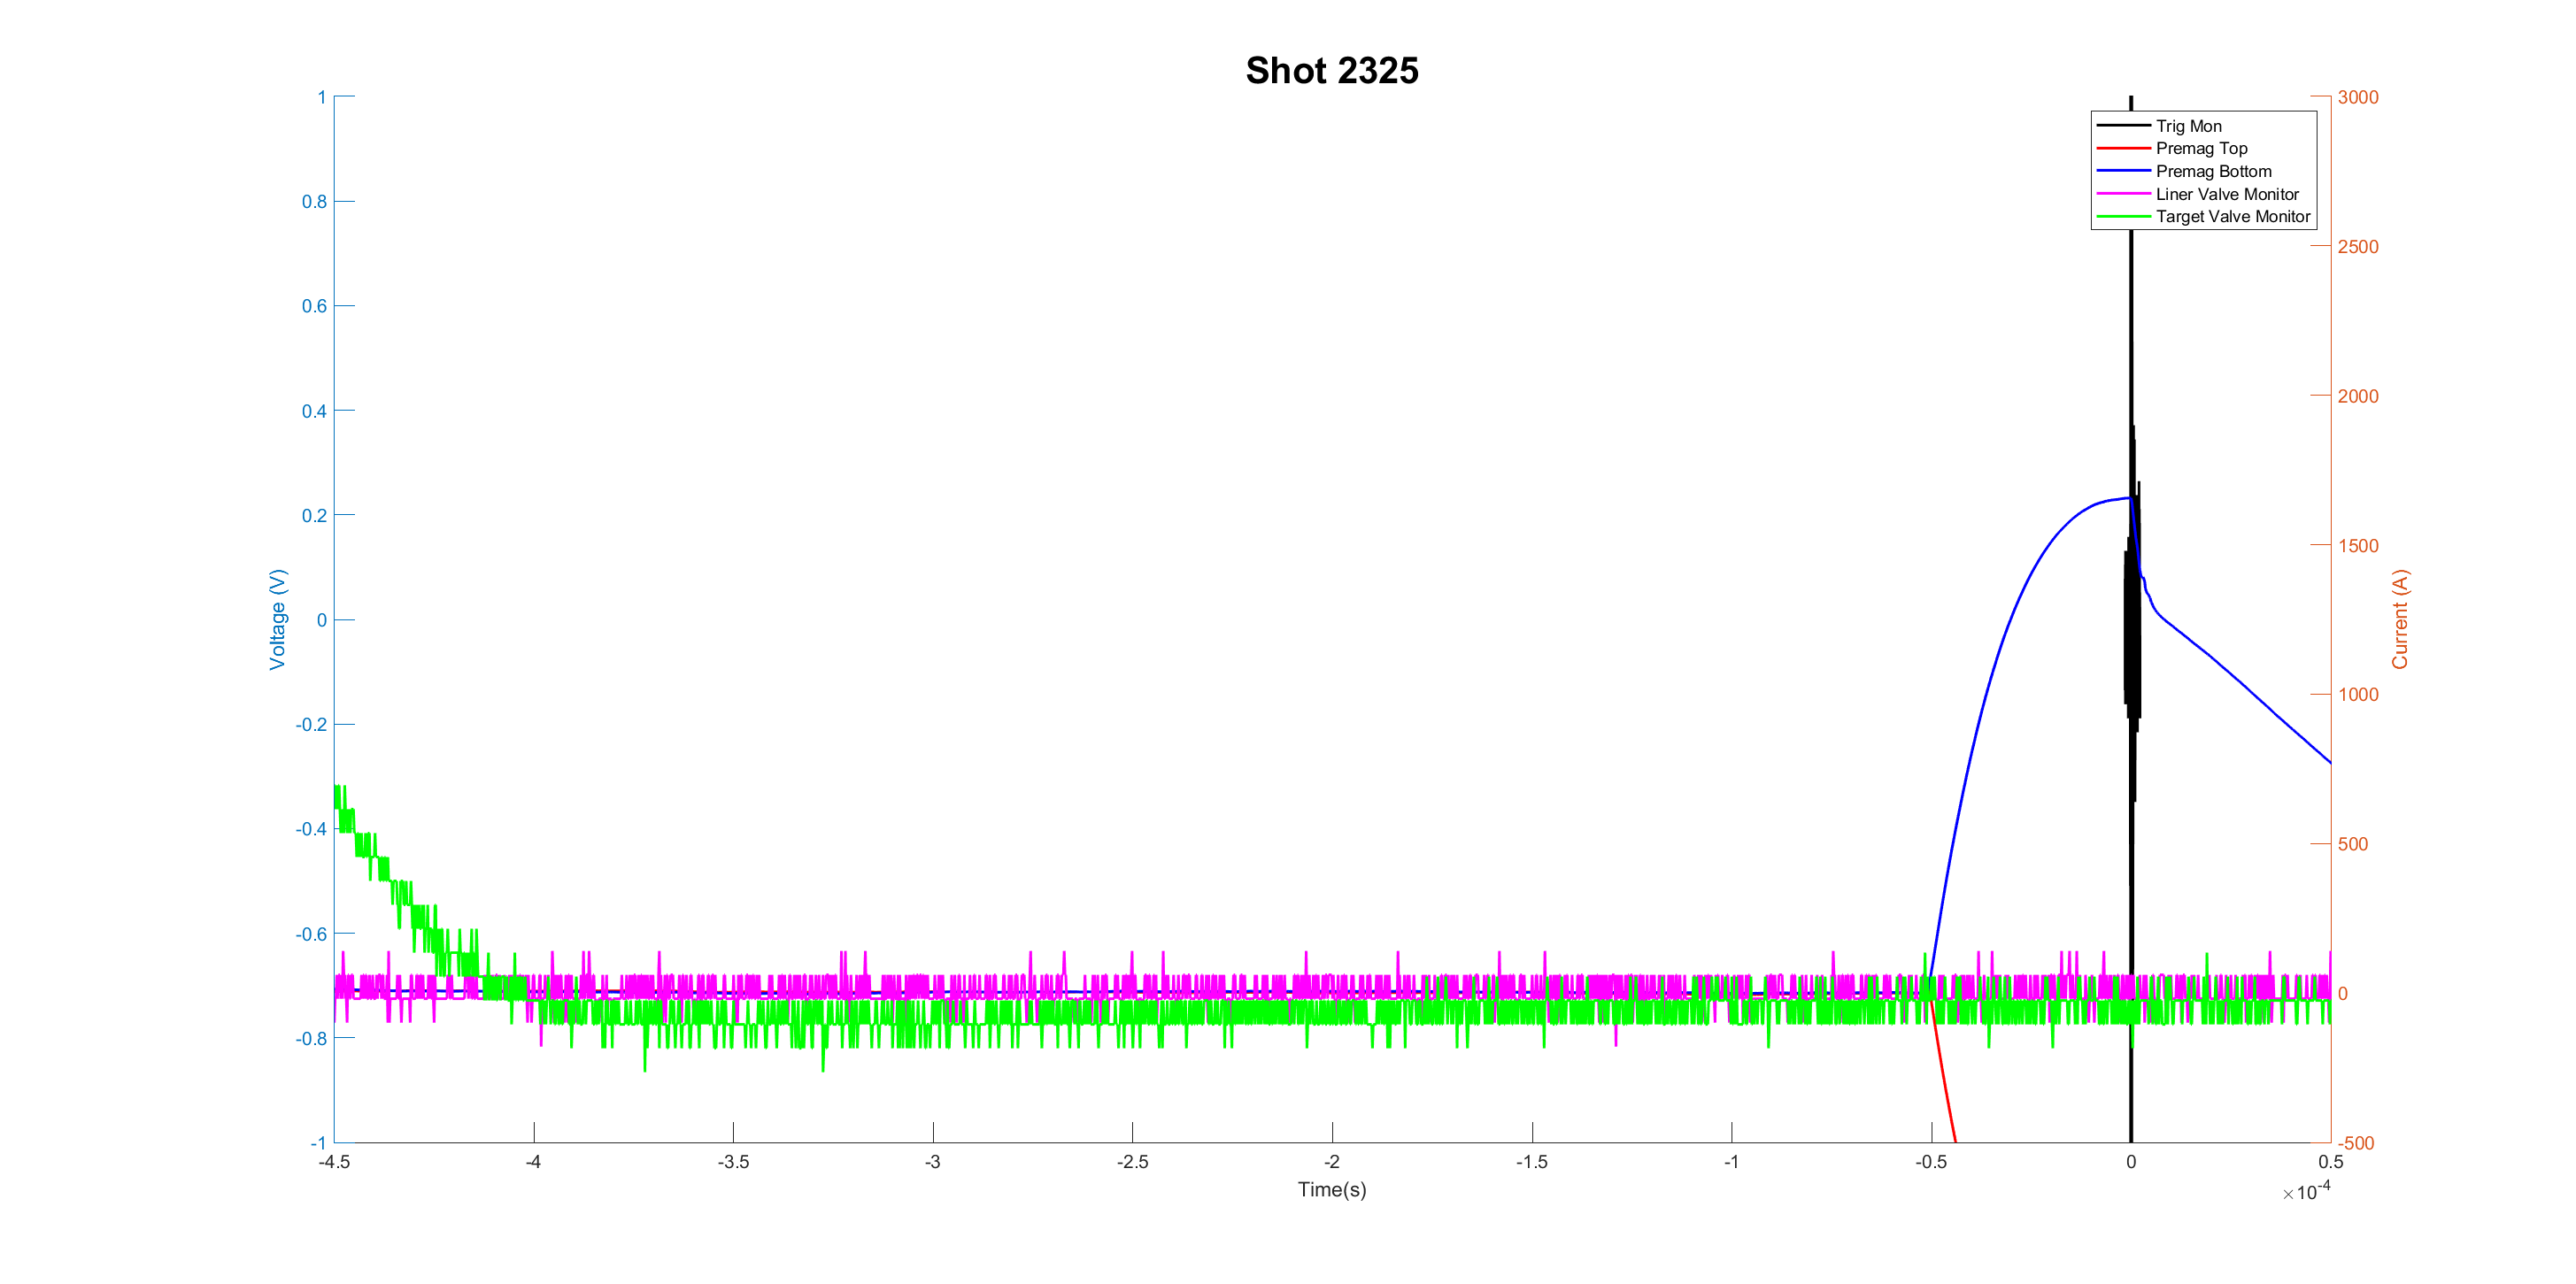 Shot 2325
1
0.8
0.6
0.4
0.2
0
-0.2
-0.4
-0.6
-0.8
-1
Voltage (V)
3000
2500
2000
1500
1000
500
0
-500
Current (A)
Trig Mon
Premag Top
Premag Bottom
Liner Valve Monitor
Target Valve Monitor
-4.5 -4 -3.5 -3 -2.5 -2 -1.5 -1 -0.5 0 0.5
Time(s)
×10⁻⁴